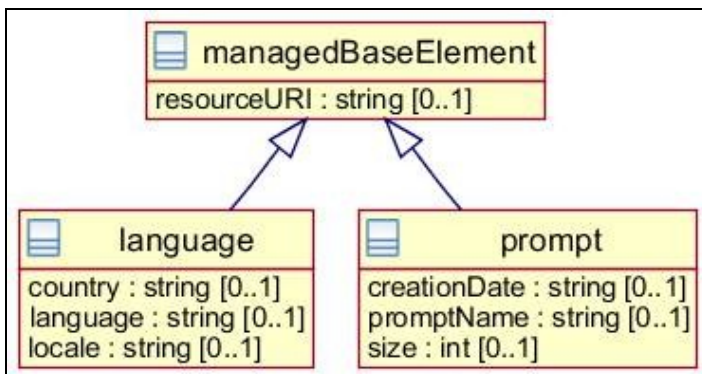 managedBaseElement
resourceURI : string [0..1]
language
country : string [0..1]
language : string [0..1]
locale : string [0..1]
prompt
creationDate : string [0..1]
promptName : string [0..1]
size : int [0..1]